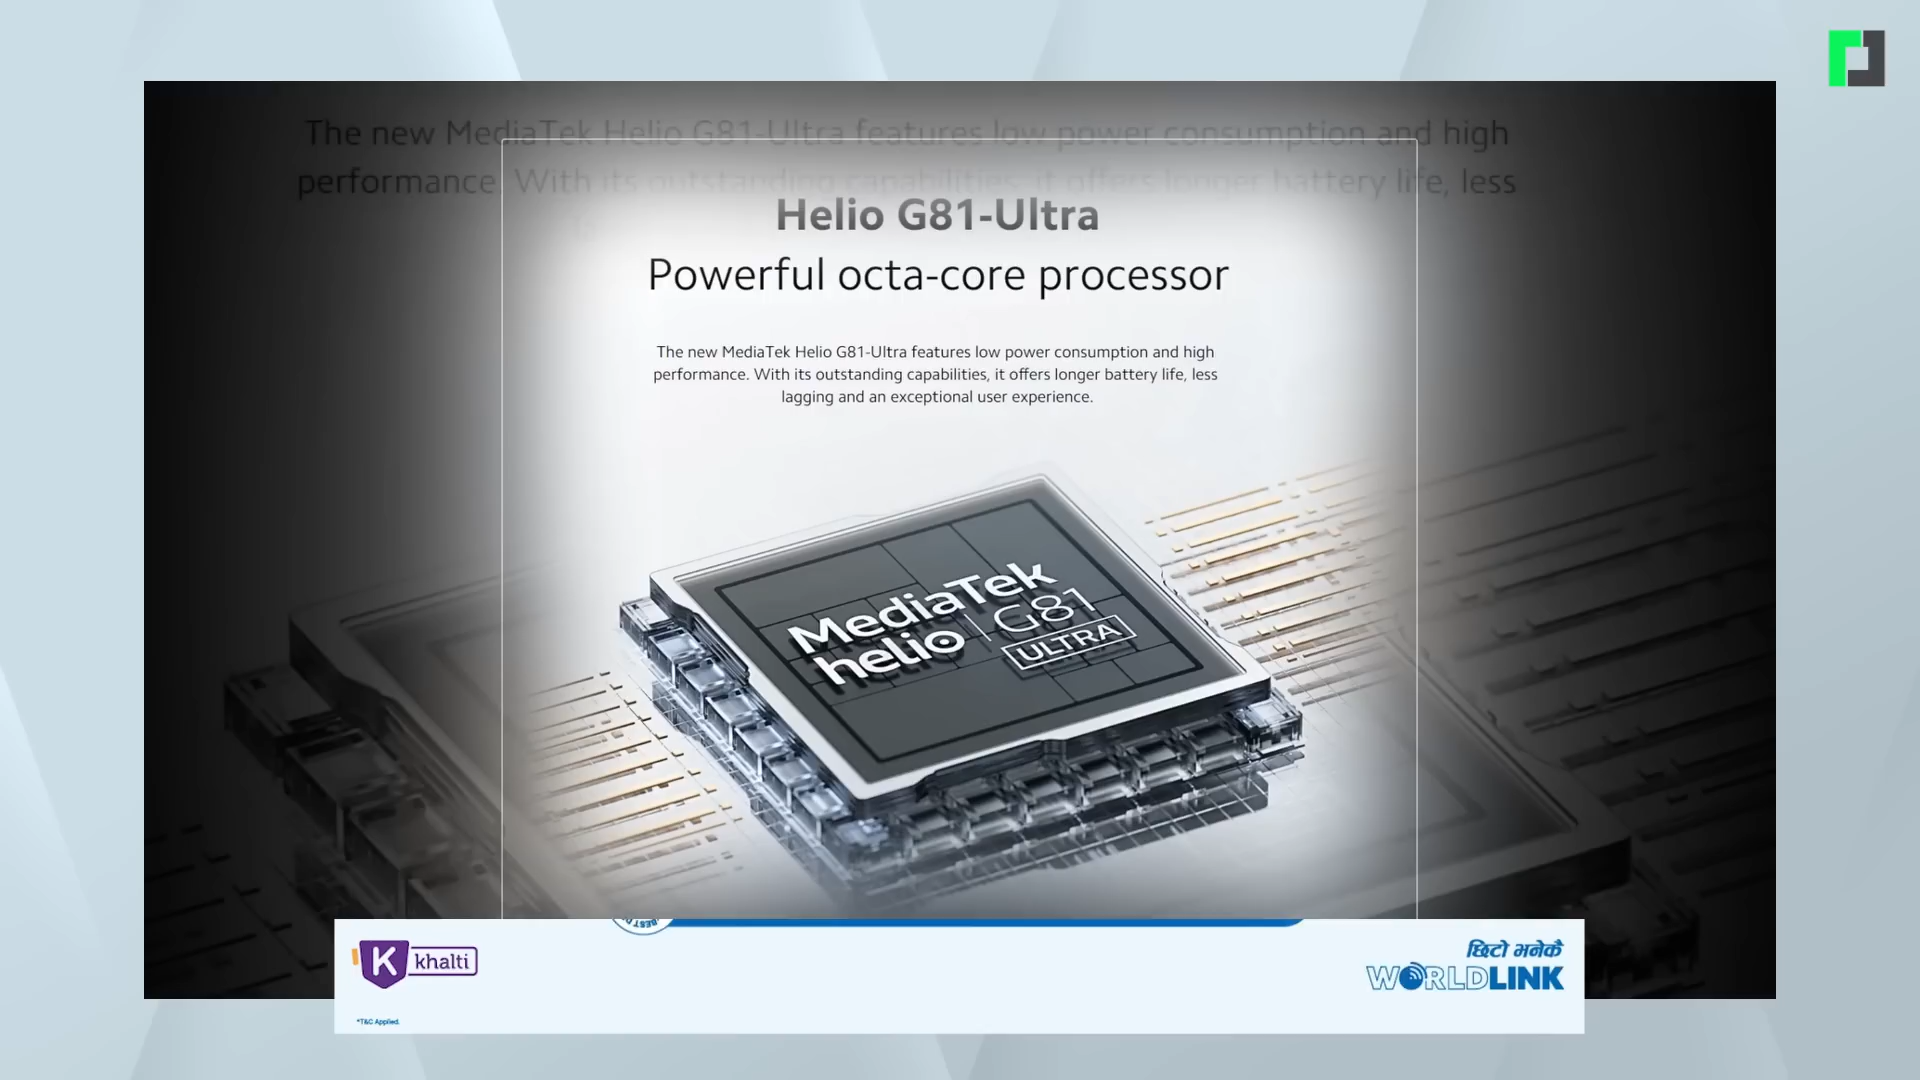 The new MediaTek Helio G81-Ultra features low power consumption and high
performance. With its outstanding capabilities, it offers longer battery life, less
Helio G81-Ultra
Powerful octa-core processor
The new MediaTek Helio G81-Ultra features low power consumption and high
performance. With its outstanding capabilities, it offers longer battery life, less
lagging and an exceptional user experience.
MediaTek
helio G81
ULTRA
K khalti
छिटो भनेकै
WORLDLINK
*T&C Applied.